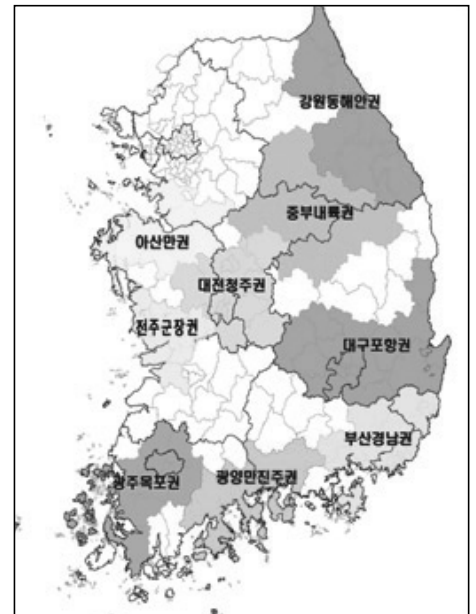 강원동해안권
중부내륙권
아산만권
대전청주권
전주군장권
대구포항권
부산경남권
광주목포권
광양만진주권